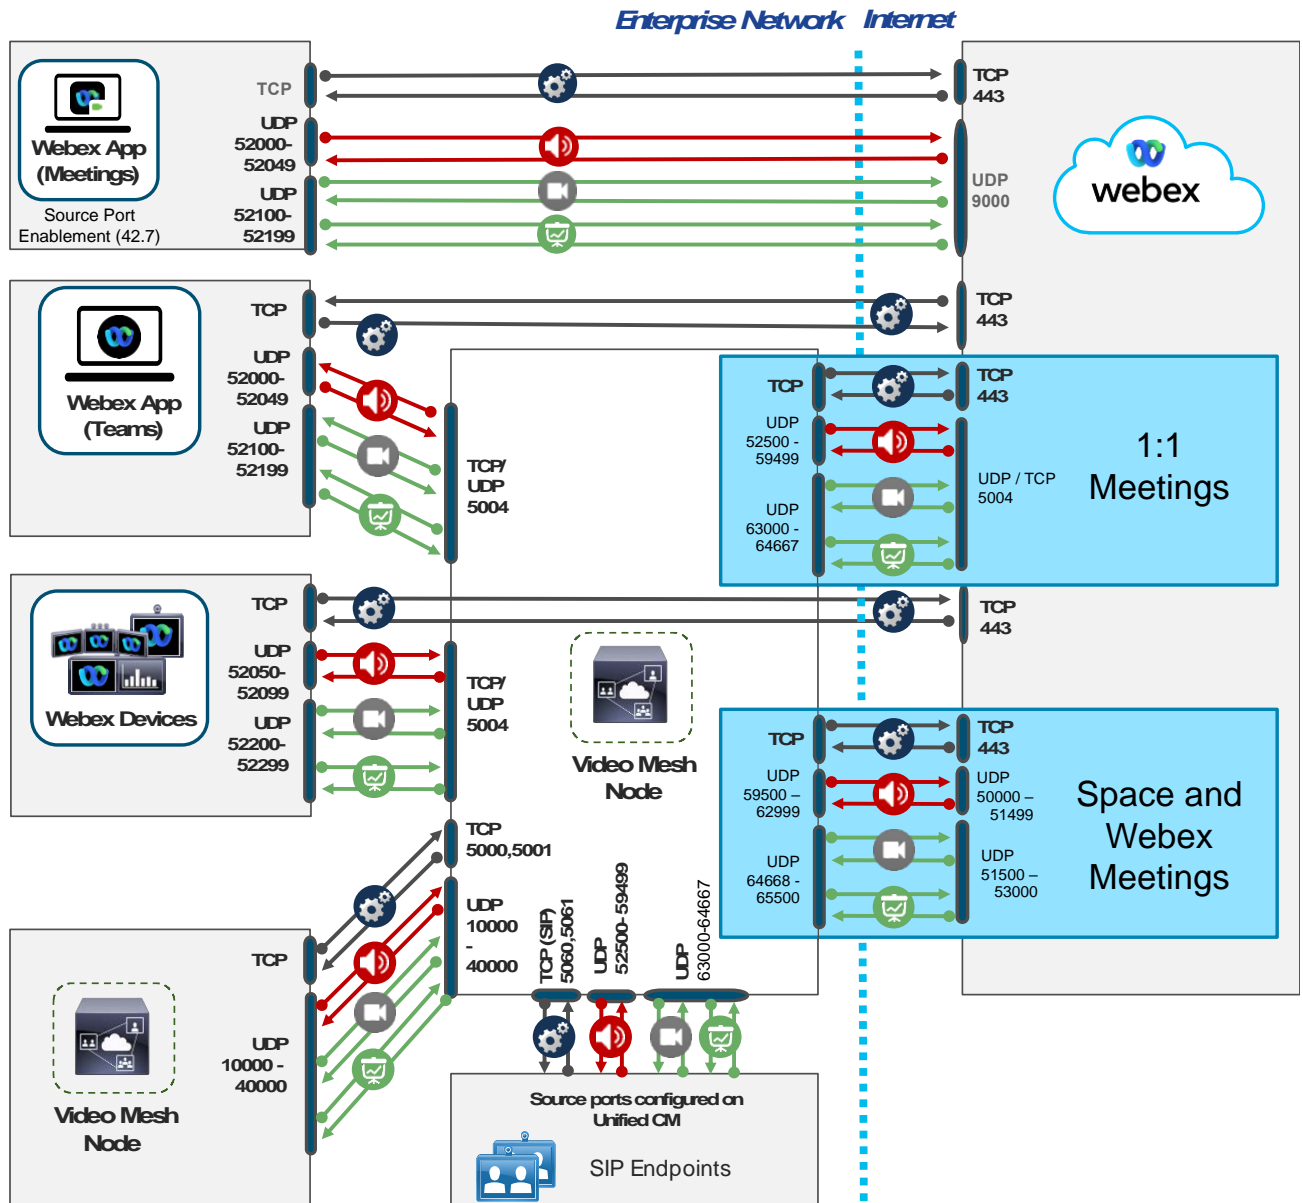 Enterprise Network Internet
TCP
UDP
52000-
52049
UDP
52100-
52199
Webex App
(Meetings)
Source Port
Enablement (42.7)
TCP
443
UDP
9000
webex
Webex App
(Teams)
TCP
UDP
52000-
52049
UDP
52100-
52199
TCP/
UDP
5004
TCP
443
TCP
UDP
52500 -
59499
UDP
63000 -
64667
TCP
443
UDP / TCP
5004
1:1
Meetings
Webex Devices
TCP
UDP
52050-
52099
UDP
52200-
52299
TCP/
UDP
5004
TCP
443
Video Mesh
Node
TCP
UDP
59500 –
62999
UDP
64668 -
65500
TCP
443
UDP
50000 –
51499
UDP
51500 –
53000
Space and
Webex
Meetings
TCP
5000,5001
UDP
10000
-
40000
TCP
UDP
10000 -
40000
Video Mesh
Node
TCP (SIP)
5060,5061
UDP
52500- 59499
UDP
63000-64667
Source ports configured on
Unified CM
SIP Endpoints